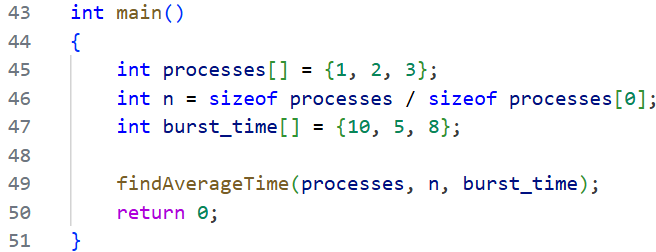 43 int main()
44 {
45     int processes[] = {1, 2, 3};
46     int n = sizeof processes / sizeof processes[0];
47     int burst_time[] = {10, 5, 8};
48
49     findAverageTime(processes, n, burst_time);
50     return 0;
51 }